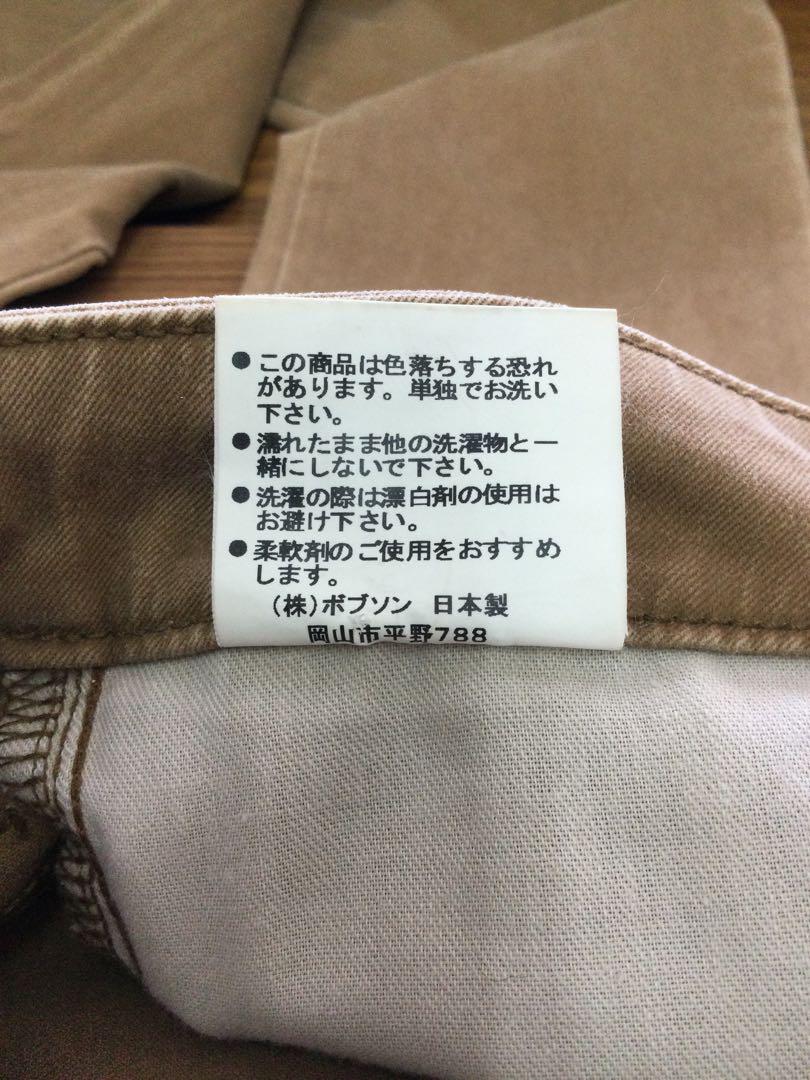 ●この商品は色落ちする恐れ
があります。単独でお洗い
下さい。
●濡れたまま他の洗濯物と一
緒にしないで下さい。
●洗濯の際は漂白剤の使用は
お避け下さい。
●柔軟剤のご使用をおすすめ
します。
(株)ボブソン 日本製
岡山市平野788